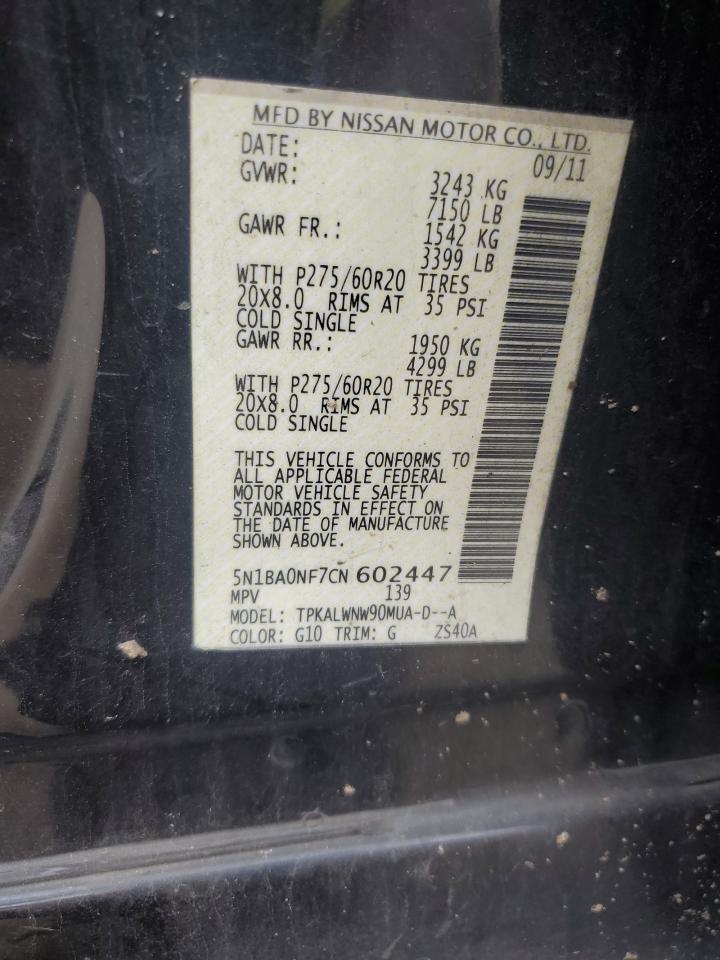 MFD BY NISSAN MOTOR CO., LTD.
DATE: 09/11
GVWR: 3243 KG
7150 LB
GAWR FR.: 1542 KG
3399 LB
WITH P275/60R20 TIRES
20X8.0 RIMS AT 35 PSI
COLD SINGLE
GAWR RR.: 1950 KG
4299 LB
WITH P275/60R20 TIRES
20X8.0 RIMS AT 35 PSI
COLD SINGLE
THIS VEHICLE CONFORMS TO
ALL APPLICABLE FEDERAL
MOTOR VEHICLE SAFETY
STANDARDS IN EFFECT ON
THE DATE OF MANUFACTURE
SHOWN ABOVE.
5N1BA0NF7CN 602447
MPV 139
MODEL: TPKALWNW90MUA-D--A
COLOR: G10 TRIM: G ZS40A